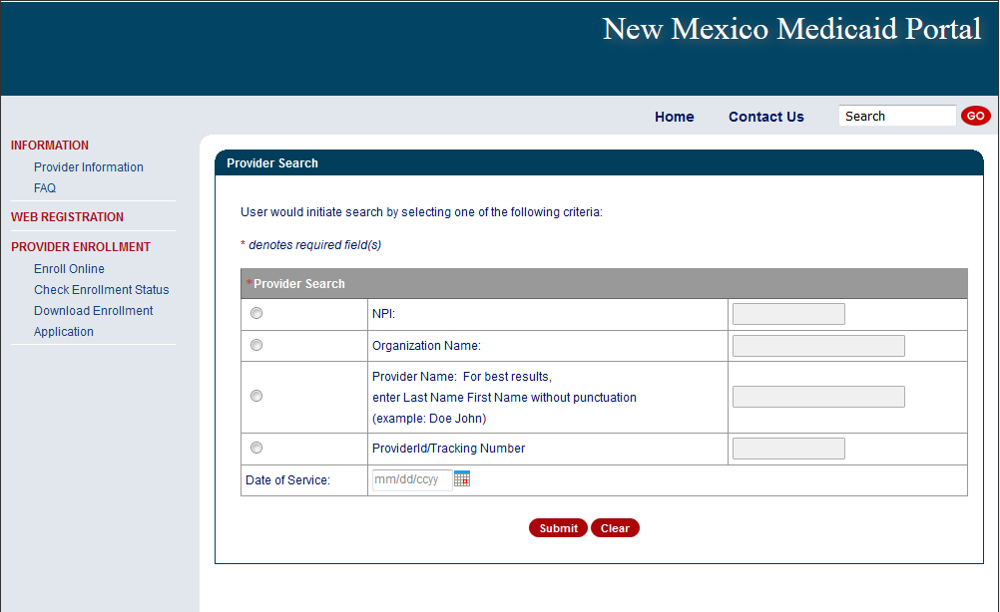 New Mexico Medicaid Portal
Home
Contact Us
Search
GO
INFORMATION
Provider Information
FAQ
WEB REGISTRATION
PROVIDER ENROLLMENT
Enroll Online
Check Enrollment Status
Download Enrollment
Application
Provider Search
User would initiate search by selecting one of the following criteria:
* denotes required field(s)
*Provider Search
NPI:
Organization Name:
Provider Name: For best results,
enter Last Name First Name without punctuation
(example: Doe John)
ProviderId/Tracking Number
Date of Service:
mm/dd/ccyy
Submit
Clear